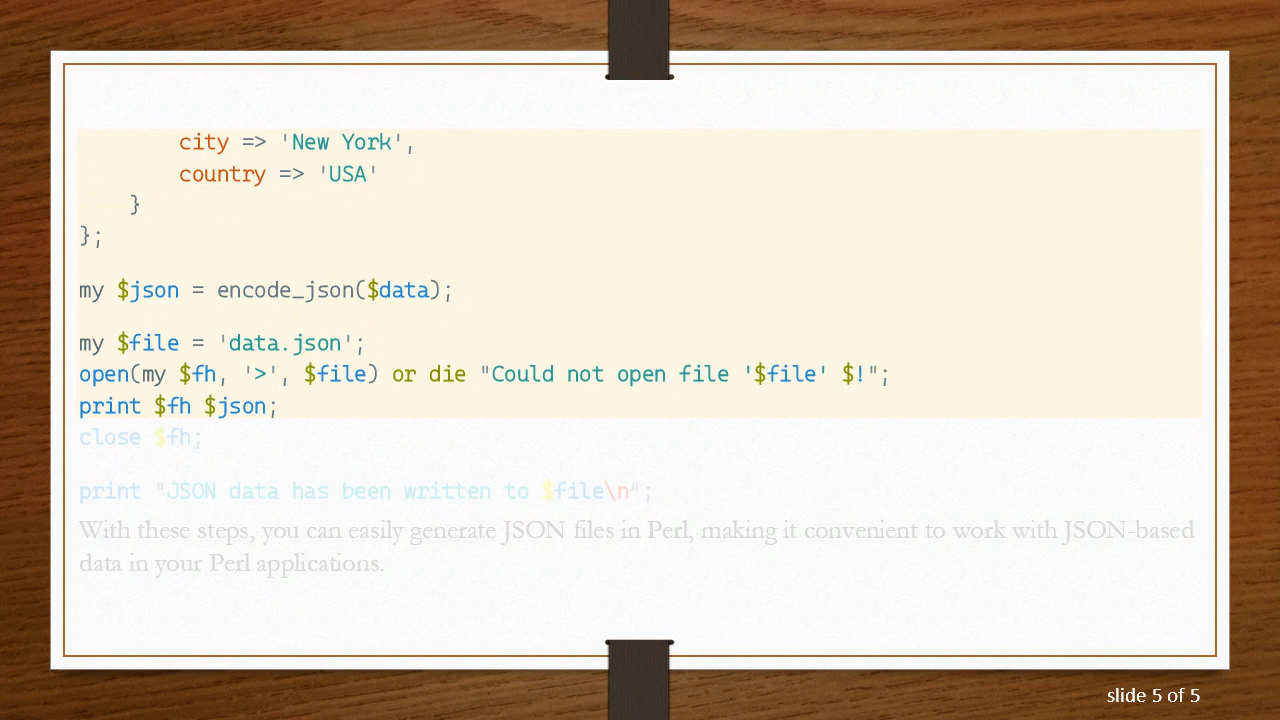 city => 'New York',
        country => 'USA'
    }
};
my $json = encode_json($data);
my $file = 'data.json';
open(my $fh, '>', $file) or die "Could not open file '$file' $!";
print $fh $json;
close $fh;
print "JSON data has been written to $file\n";
With these steps, you can easily generate JSON files in Perl, making it convenient to work with JSON-based
data in your Perl applications.
slide 5 of 5